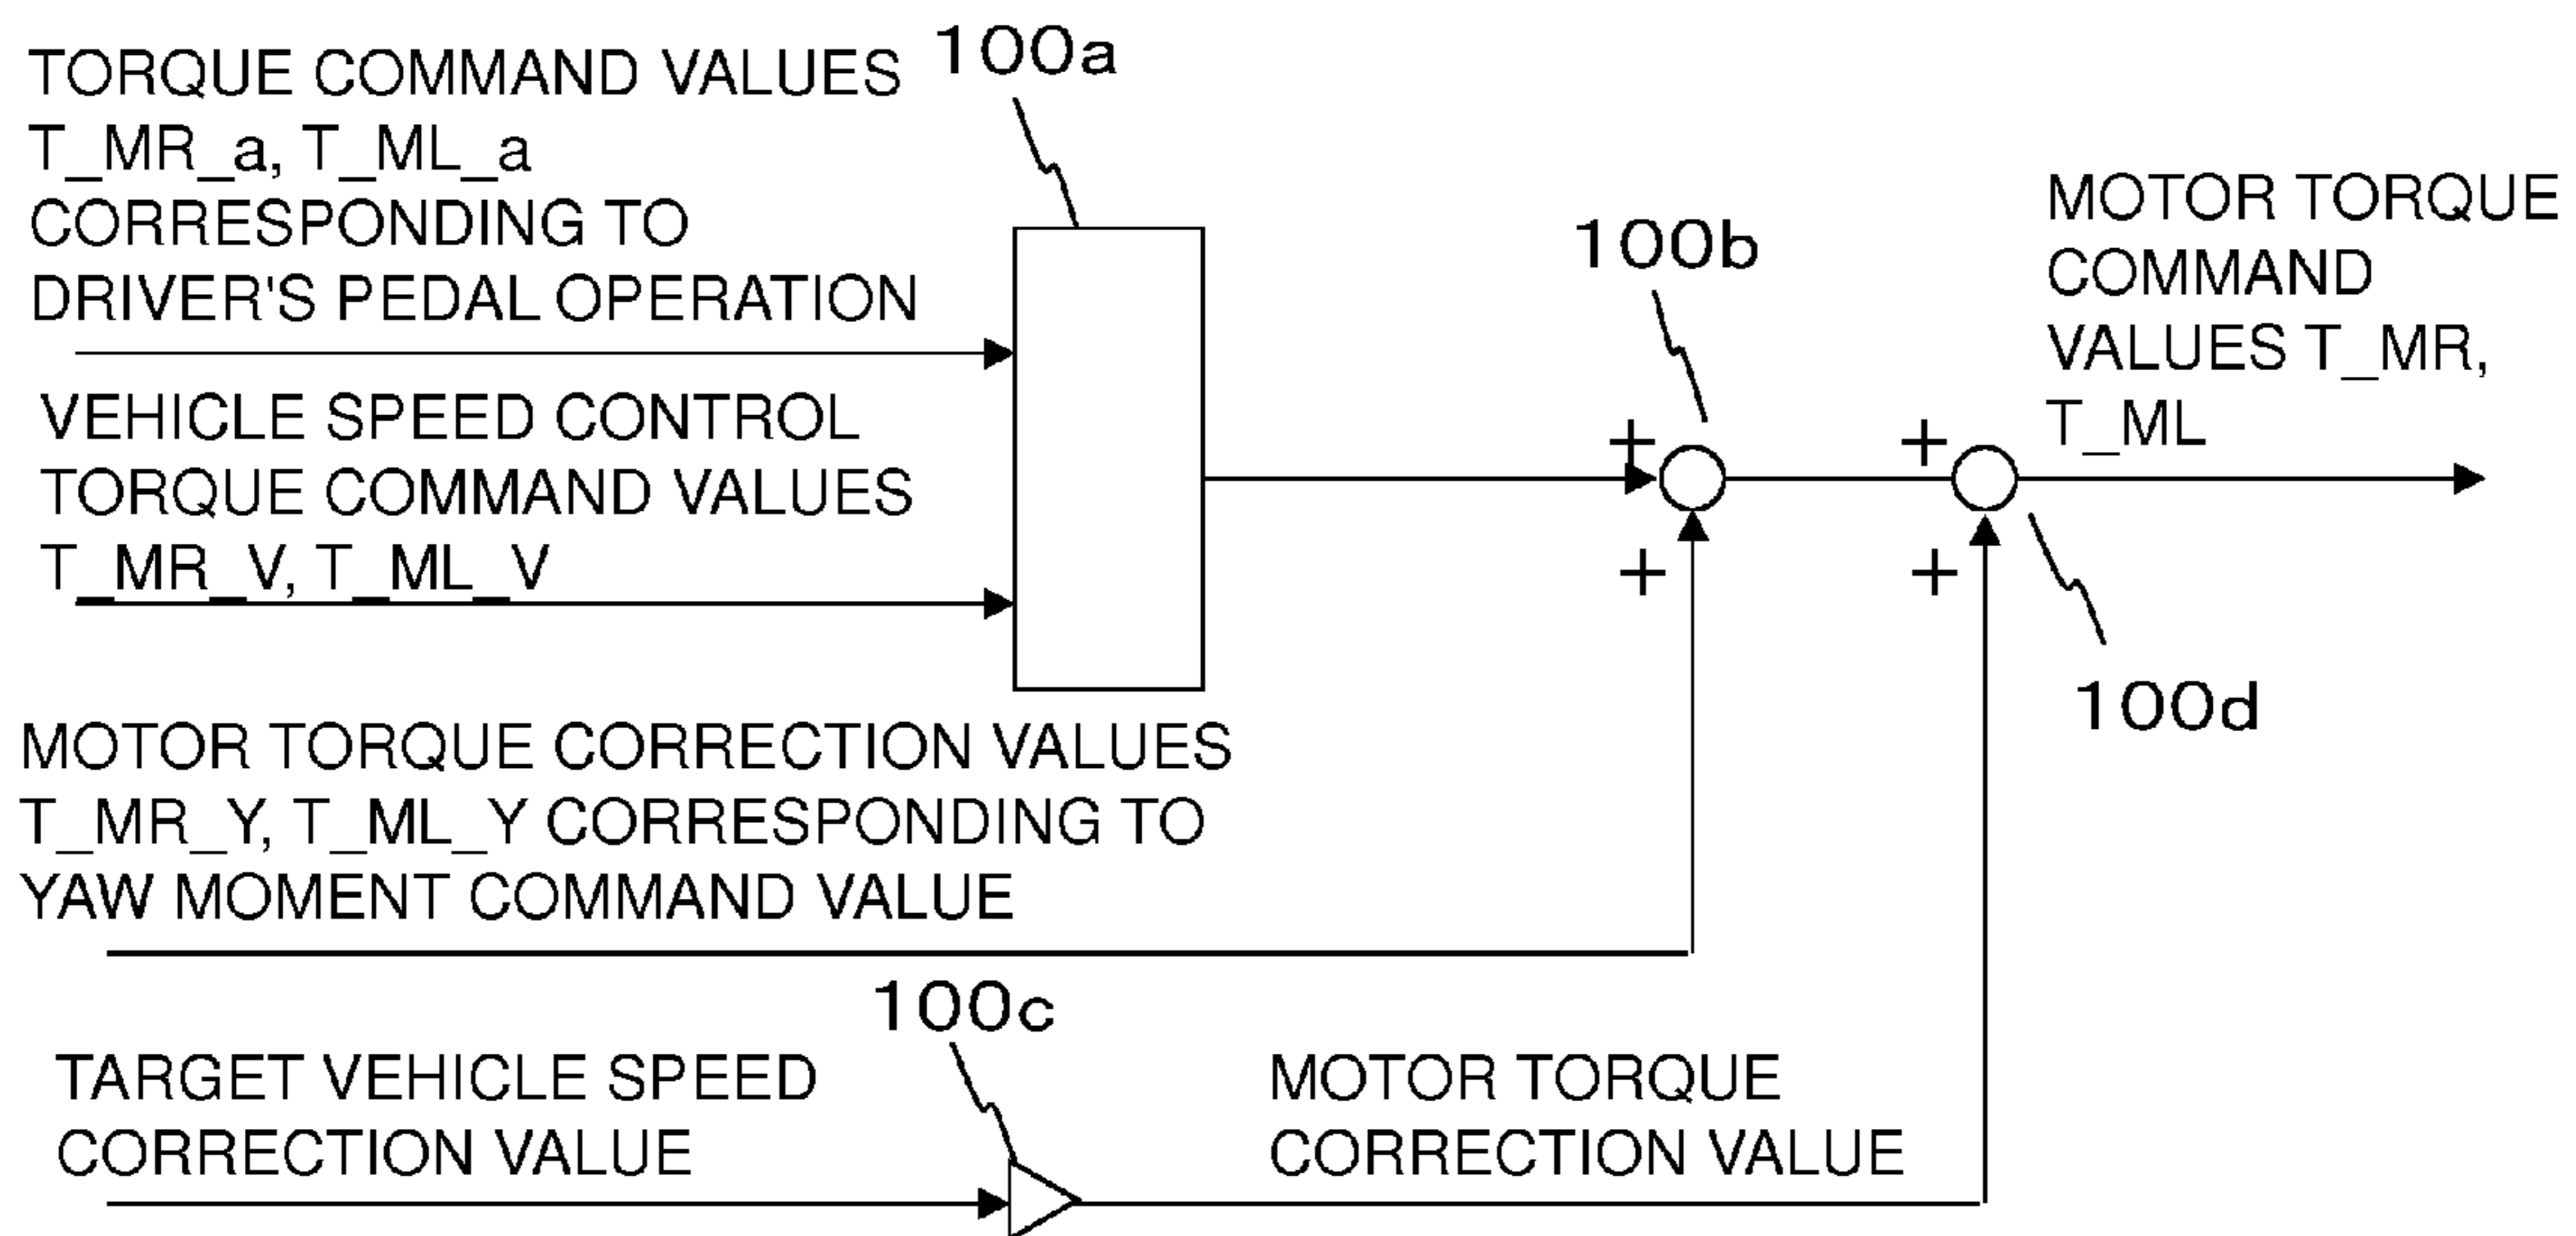 TORQUE COMMAND VALUES
T_MR_a, T_ML_a
CORRESPONDING TO
DRIVER'S PEDAL OPERATION
100a
VEHICLE SPEED CONTROL
TORQUE COMMAND VALUES
T_MR_V, T_ML_V
100b
+
+
+
+
MOTOR TORQUE
COMMAND
VALUES T_MR,
T_ML
100d
MOTOR TORQUE CORRECTION VALUES
T_MR_Y, T_ML_Y CORRESPONDING TO
YAW MOMENT COMMAND VALUE
100c
TARGET VEHICLE SPEED
CORRECTION VALUE
MOTOR TORQUE
CORRECTION VALUE